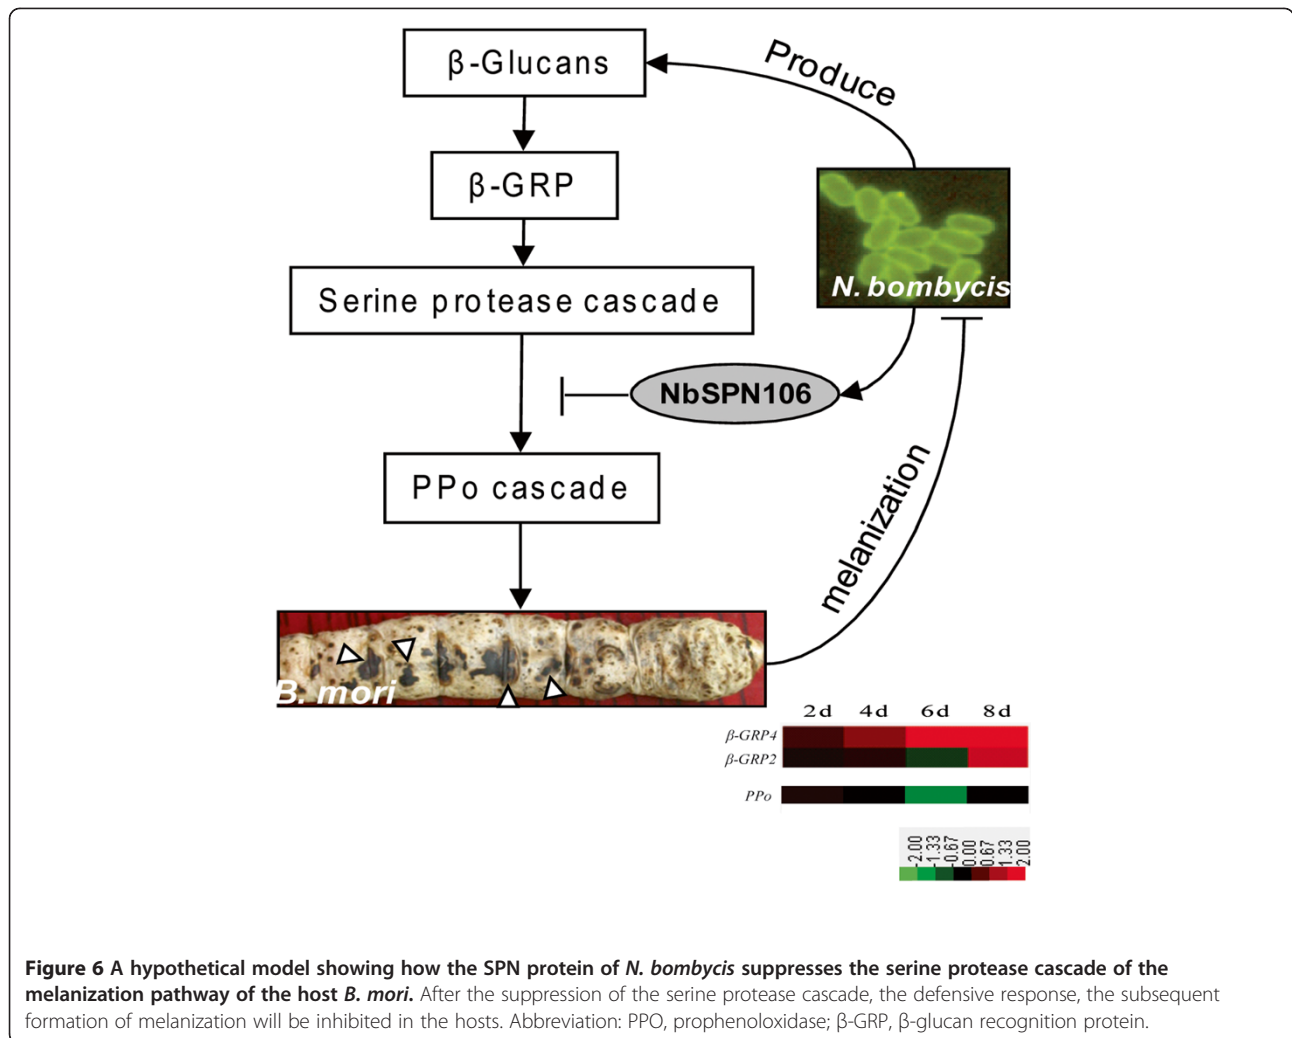 β-Glucans
Produce
β-GRP
N. bombycis
Serine protease cascade
NbSPN106
PPo cascade
melanization
B. mori
2d 4d 6d 8d
β-GRP4
β-GRP2
PPo
-2.00
-1.33
-0.67
0.00
0.67
1.33
2.00
Figure 6 A hypothetical model showing how the SPN protein of N. bombycis suppresses the serine protease cascade of the
melanization pathway of the host B. mori. After the suppression of the serine protease cascade, the defensive response, the subsequent
formation of melanization will be inhibited in the hosts. Abbreviation: PPO, prophenoloxidase; β-GRP, β-glucan recognition protein.